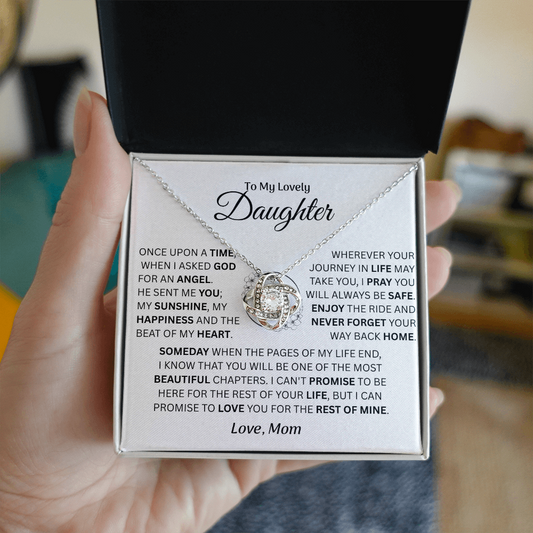 To My Lovely
Daughter
ONCE UPON A TIME,
WHEN I ASKED GOD
FOR AN ANGEL.
HE SENT ME YOU;
MY SUNSHINE, MY
HAPPINESS AND THE
BEAT OF MY HEART.
WHEREVER YOUR
JOURNEY IN LIFE MAY
TAKE YOU, I PRAY YOU
WILL ALWAYS BE SAFE.
ENJOY THE RIDE AND
NEVER FORGET YOUR
WAY BACK HOME.
SOMEDAY WHEN THE PAGES OF MY LIFE END,
I KNOW THAT YOU WILL BE ONE OF THE MOST
BEAUTIFUL CHAPTERS. I CAN'T PROMISE TO BE
HERE FOR THE REST OF YOUR LIFE, BUT I CAN
PROMISE TO LOVE YOU FOR THE REST OF MINE.
Love, Mom